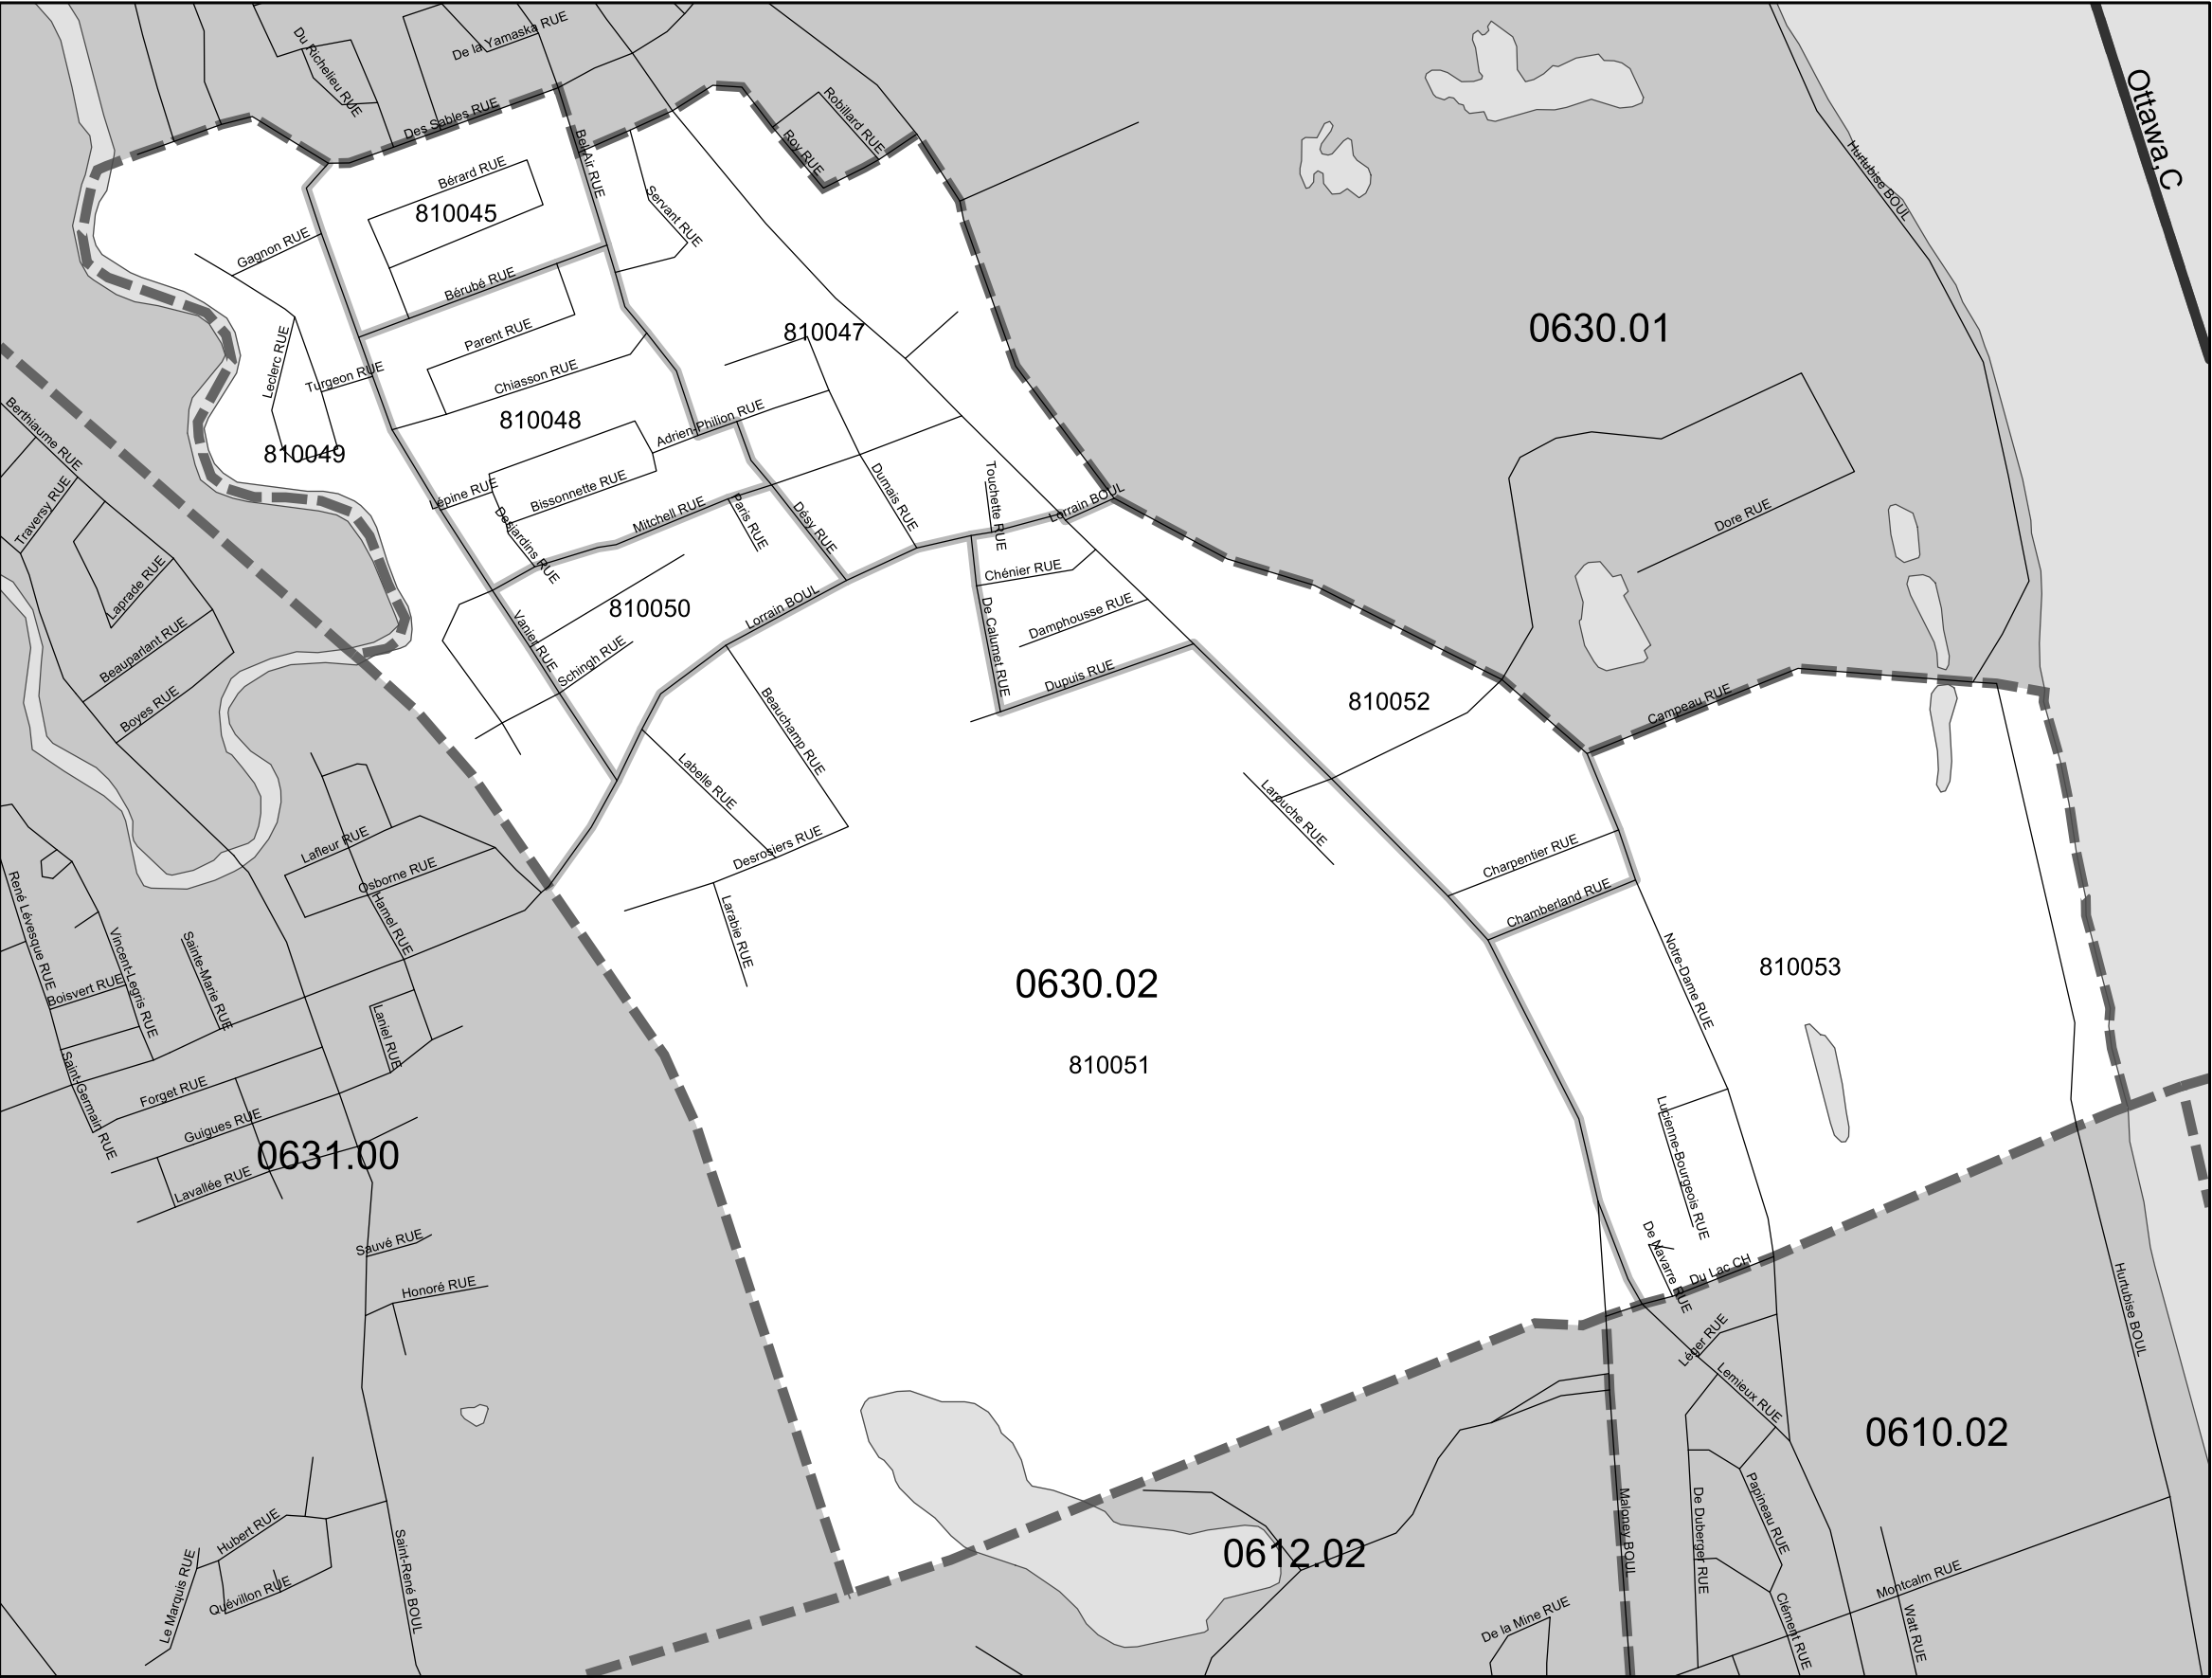 Du Richelieu RUE
De la Yamaska RUE
Des Sables RUE
Bel-Air RUE
Robillard RUE
Roy RUE
Ottawa,C
Hurtubise BOUL
Bérard RUE
810045
Servant RUE
Gagnon RUE
Bérubé RUE
Parent RUE
810047
0630.01
Leclerc RUE
Turgeon RUE
Chiasson RUE
810048
Adrien-Philion RUE
Berthiaume RUE
810049
Traversy RUE
Lépine RUE
Bissonnette RUE
Desjardins RUE
Mitchell RUE
Paris RUE
Désy RUE
Dumais RUE
Touchette RUE
Lorrain BOUL
Dore RUE
Laprade RUE
Chénier RUE
810050
Lorrain BOUL
De Calumet RUE
Damphousse RUE
Vanier RUE
Schingh RUE
Beauparlant RUE
Boyes RUE
Dupuis RUE
810052
Campeau RUE
Beauchamp RUE
Labelle RUE
Larouche RUE
Desrosiers RUE
Lafleur RUE
Osborne RUE
Hamel RUE
Charpentier RUE
Chamberland RUE
Larabie RUE
René Lévesque RUE
Vincent-Legris RUE
Sainte-Marie RUE
Boisvert RUE
Notre-Dame RUE
810053
0630.02
Laniel RUE
810051
Saint-Germain RUE
Forget RUE
Guigues RUE
0631.00
Lavallée RUE
Lucienne-Bourgeois RUE
Sauvé RUE
De Navarre RUE
Du Lac CH
Honoré RUE
Hurtubise BOUL
Léger RUE
Lemieux RUE
0610.02
Maloney BOUL
De Duberger RUE
Papineau RUE
Hubert RUE
Saint-René BOUL
0612.02
Le Marquis RUE
Quévillon RUE
Montcalm RUE
De la Mine RUE
Clément RUE
Watt RUE